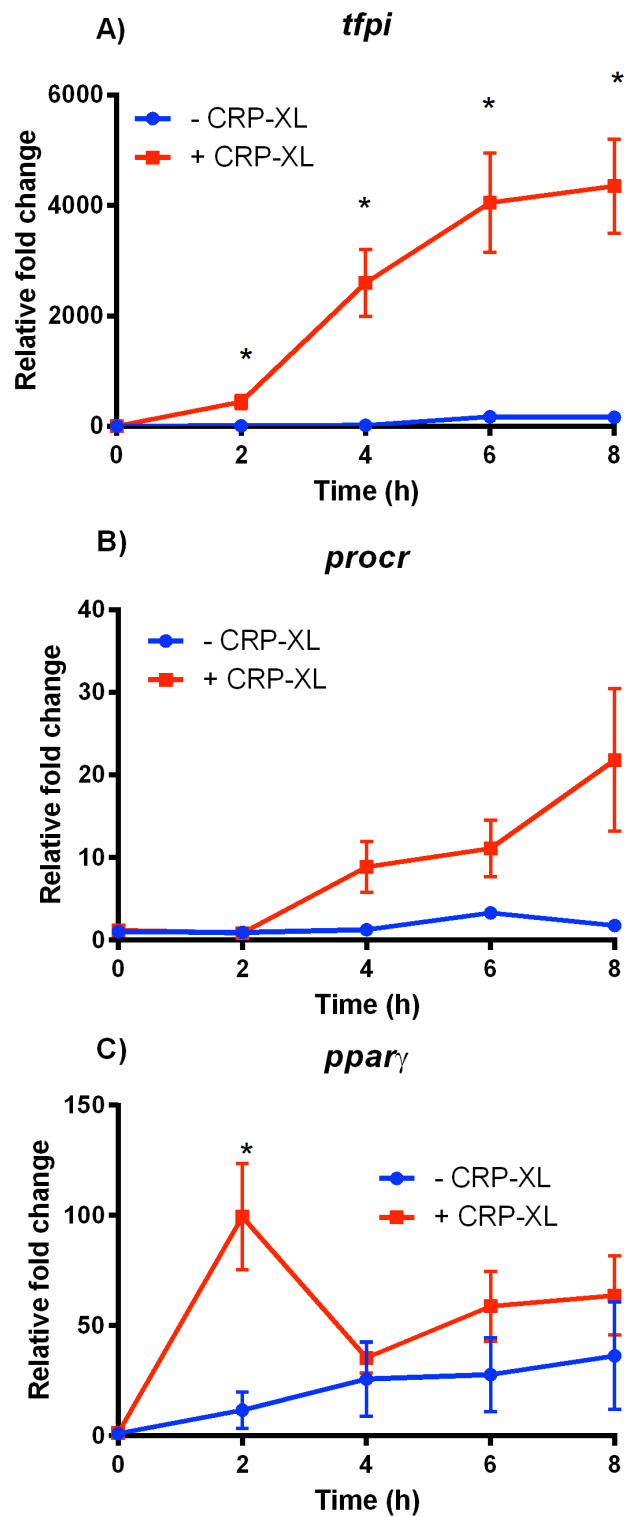 A)
tfpi
6000
4000
2000
0
- CRP-XL
+ CRP-XL
*
*
*
*
Relative fold change
0 2 4 6 8
Time (h)
B)
procr
40
30
20
10
0
- CRP-XL
+ CRP-XL
Relative fold change
0 2 4 6 8
Time (h)
C)
pparγ
150
100
50
0
*
- CRP-XL
+ CRP-XL
Relative fold change
0 2 4 6 8
Time (h)